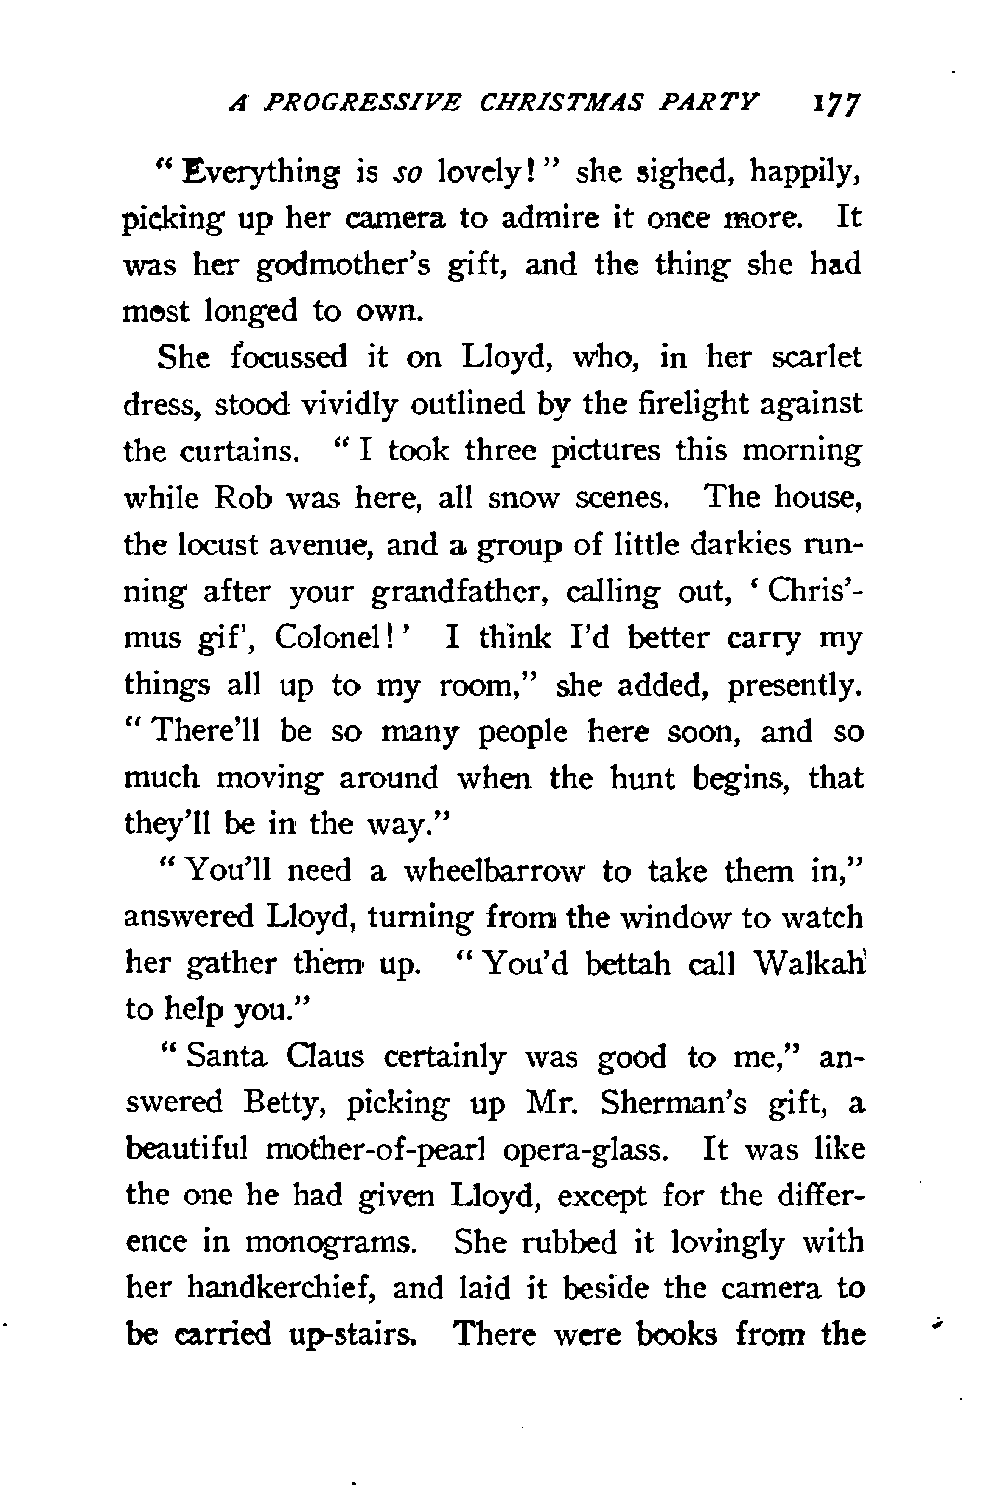 A PROGRESSIVE CHRISTMAS PARTY 177
“ Everything is so lovely! ” she sighed, happily,
picking up her camera to admire it once more. It
was her godmother’s gift, and the thing she had
most longed to own.
She focussed it on Lloyd, who, in her scarlet
dress, stood vividly outlined by the firelight against
the curtains. “ I took three pictures this morning
while Rob was here, all snow scenes. The house,
the locust avenue, and a group of little darkies run-
ning after your grandfather, calling out, ‘ Chris’-
mus gif’, Colonel! ’ I think I’d better carry my
things all up to my room,” she added, presently.
“ There’ll be so many people here soon, and so
much moving around when the hunt begins, that
they’ll be in the way.”
“ You’ll need a wheelbarrow to take them in,”
answered Lloyd, turning from the window to watch
her gather them up. “ You’d bettah call Walkah
to help you.”
“ Santa Claus certainly was good to me,” an-
swered Betty, picking up Mr. Sherman’s gift, a
beautiful mother-of-pearl opera-glass. It was like
the one he had given Lloyd, except for the differ-
ence in monograms. She rubbed it lovingly with
her handkerchief, and laid it beside the camera to
be carried up-stairs. There were books from the